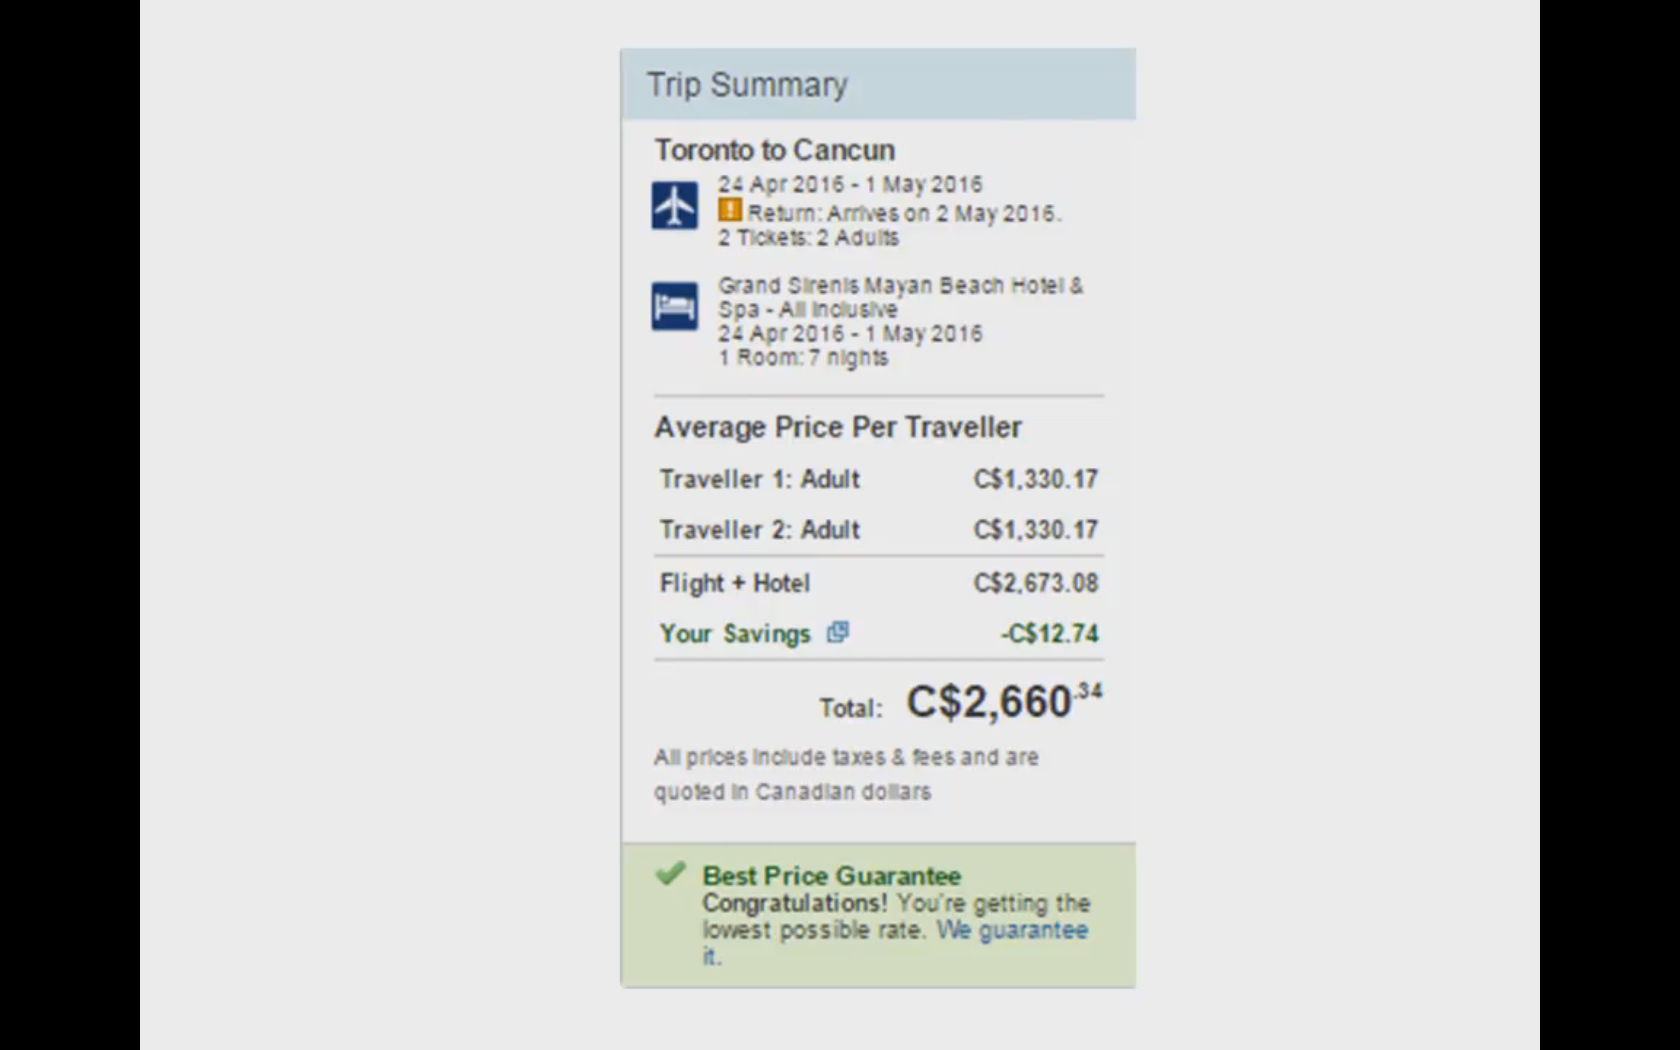 Trip Summary
Toronto to Cancun
24 Apr 2016 - 1 May 2016
! Return: Arrives on 2 May 2016.
2 Tickets: 2 Adults
Grand Sirenis Mayan Beach Hotel &
Spa - All Inclusive
24 Apr 2016 - 1 May 2016
1 Room: 7 nights
Average Price Per Traveller
Traveller 1: Adult C$1,330.17
Traveller 2: Adult C$1,330.17
Flight + Hotel C$2,673.08
Your Savings -C$12.74
Total: C$2,660.34
All prices include taxes & fees and are
quoted in Canadian dollars
Best Price Guarantee
Congratulations! You're getting the
lowest possible rate. We guarantee
it.